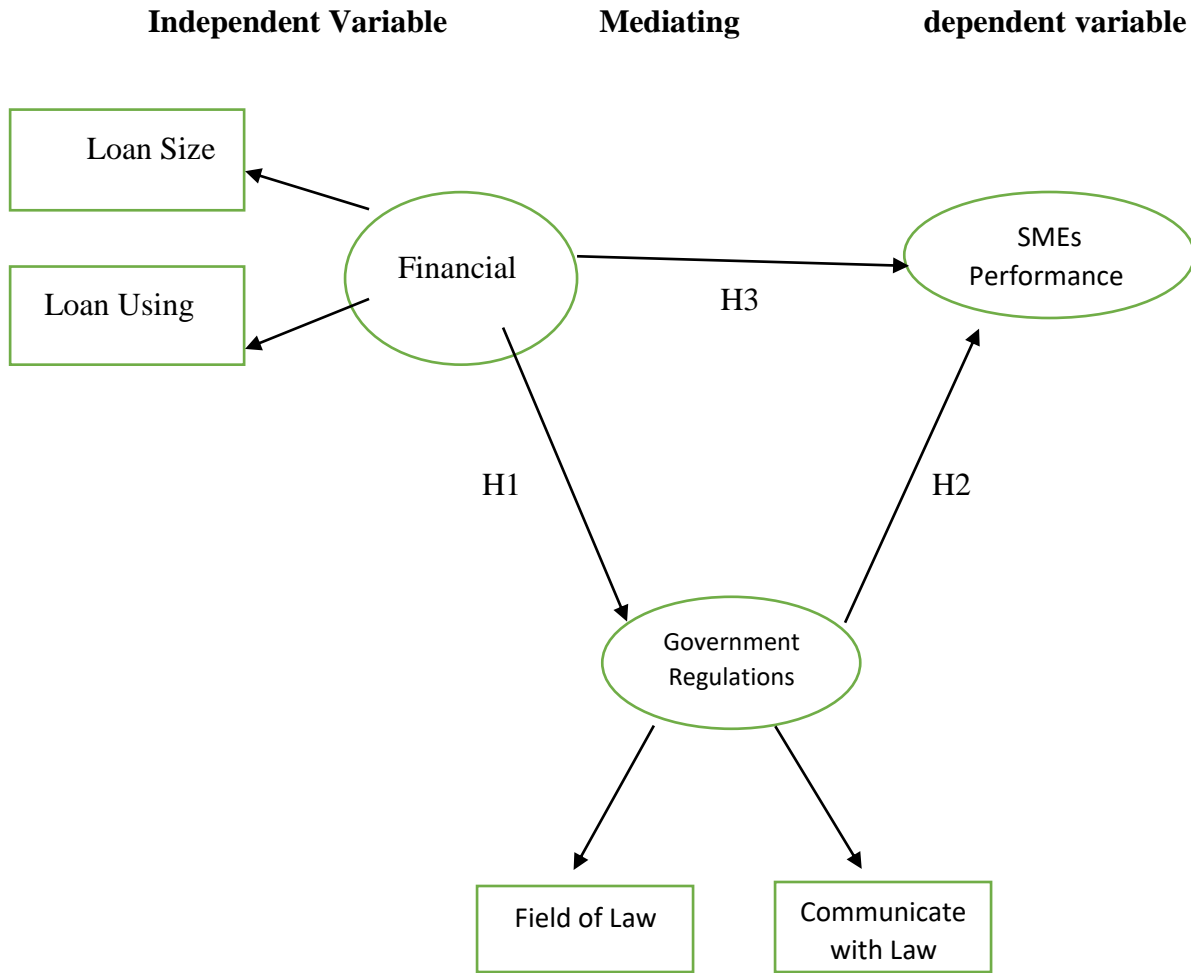 Independent Variable
Mediating
dependent variable
Loan Size
SMEs
Performance
Financial
Loan Using
H3
H1
H2
Government
Regulations
Field of Law
Communicate
with Law